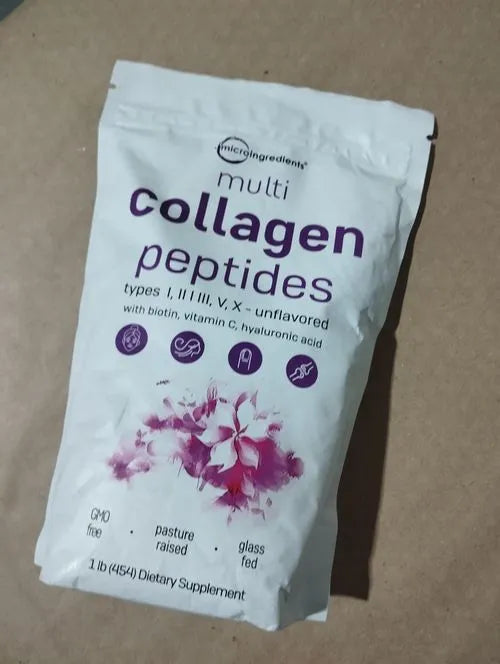 microingredients®
multi
collagen
peptides
types I, II I III, V, X - unflavored
with biotin, vitamin C, hyaluronic acid
GMO
free
•
pasture
raised
•
glass
fed
1 lb (454) Dietary Supplement